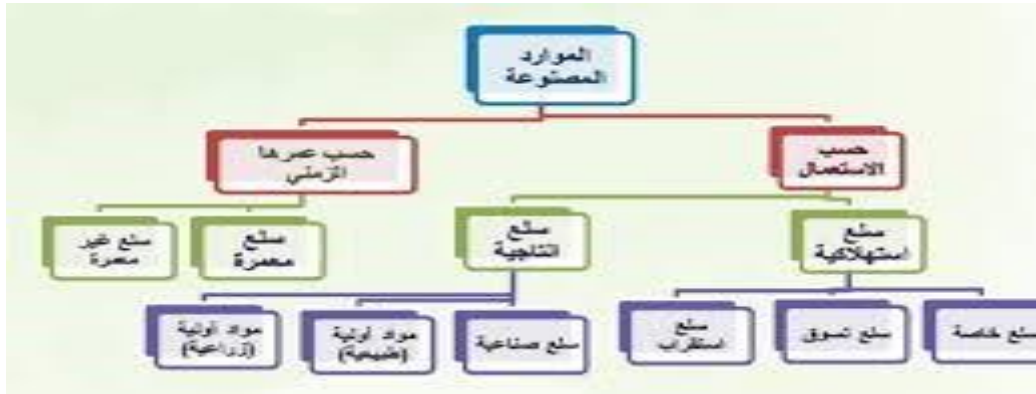 الموارد
المصنوعة
حسب
الاستعمال
حسب عمرها
الزمني
سلع
استهلاكية
سلع
انتاجية
سلع
معمرة
سلع غير
معمرة
سلع خاصة
سلع تسوق
سلع
استقراب
سلع صناعية
مواد أولية
(طبيعية)
مواد أولية
(زراعية)